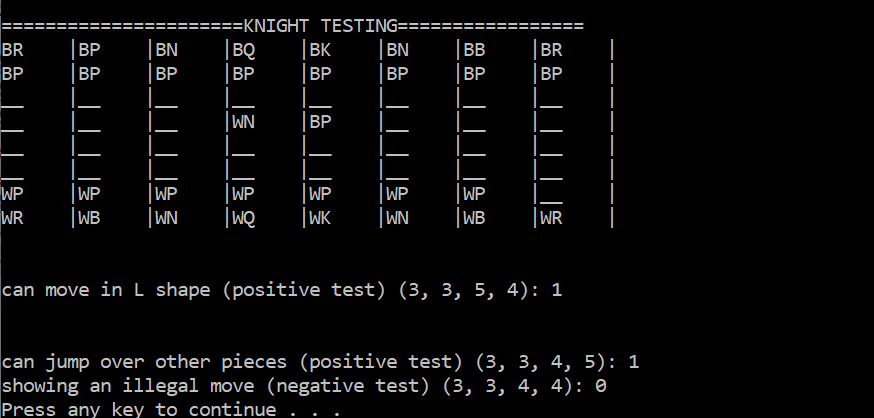 ======================KNIGHT TESTING=================
BR |BP |BN |BQ |BK |BN |BB |BR |
BP |BP |BP |BP |BP |BP |BP |BP |
__ |__ |__ |__ |__ |__ |__ |__ |
__ |__ |__ |WN |BP |__ |__ |__ |
__ |__ |__ |__ |__ |__ |__ |__ |
__ |__ |__ |__ |__ |__ |__ |__ |
WP |WP |WP |WP |WP |WP |WP |__ |
WR |WB |WN |WQ |WK |WN |WB |WR |
can move in L shape (positive test) (3, 3, 5, 4): 1
can jump over other pieces (positive test) (3, 3, 4, 5): 1
showing an illegal move (negative test) (3, 3, 4, 4): 0
Press any key to continue . . .